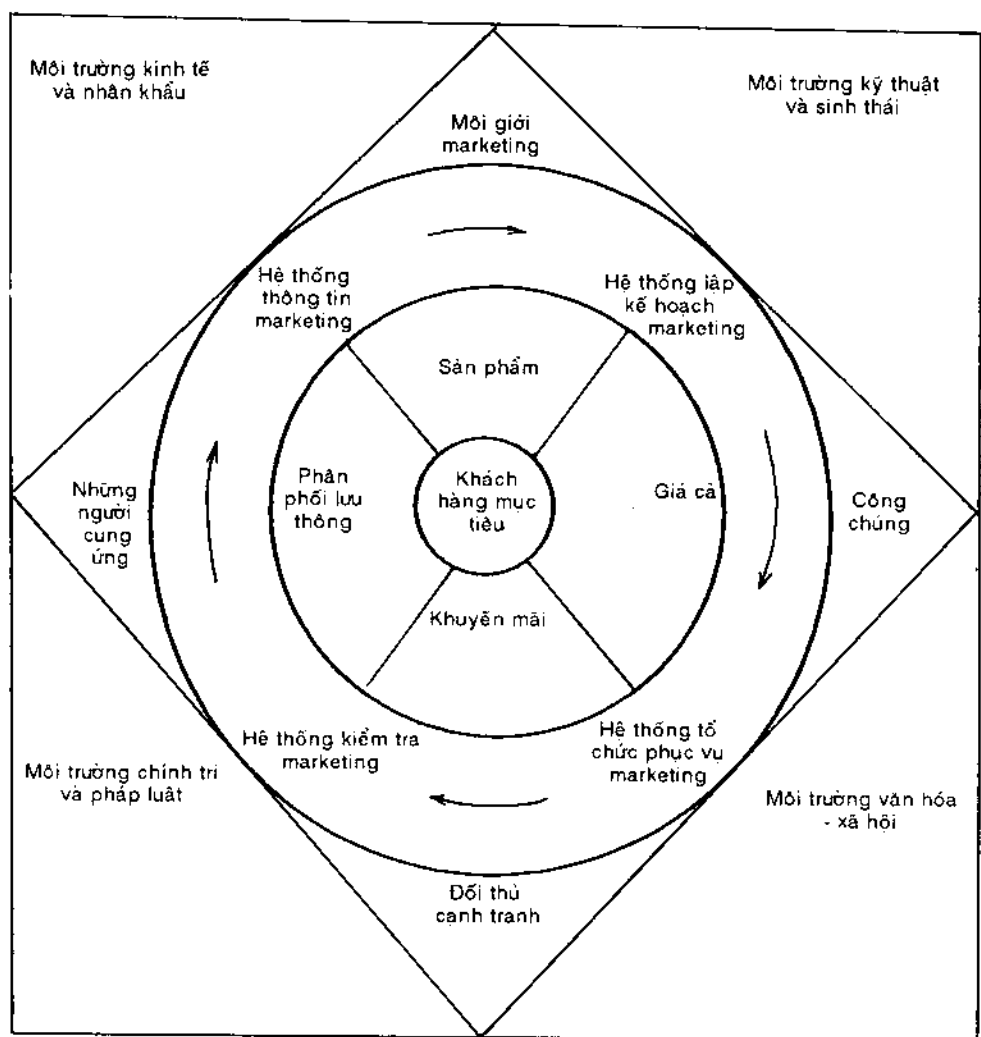 Môi trường kinh tế
và nhân khẩu
Môi trường kỹ thuật
và sinh thái
Môi giới
marketing
Hệ thống
thông tin
marketing
Hệ thống lập
kế hoạch
marketing
Sản phẩm
Những
người
cung
ứng
Phân
phối lưu
thông
Khách
hàng mục
tiêu
Giá cả
Công
chúng
Khuyễn mãi
Hệ thống kiểm tra
marketing
Hệ thống tổ
chức phục vụ
marketing
Môi trường chính tri
và pháp luật
Môi trường văn hóa
- xã hội
Đối thủ
cạnh tranh